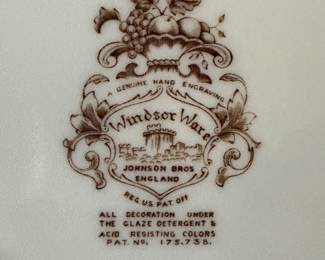 A GENUINE HAND ENGRAVING
Windsor Ware
JOHNSON BROS
ENGLAND
REG. U.S. PAT. OFF
ALL DECORATION UNDER
THE GLAZE DETERGENT &
ACID RESISTING COLORS
PAT. NO. 175,738.